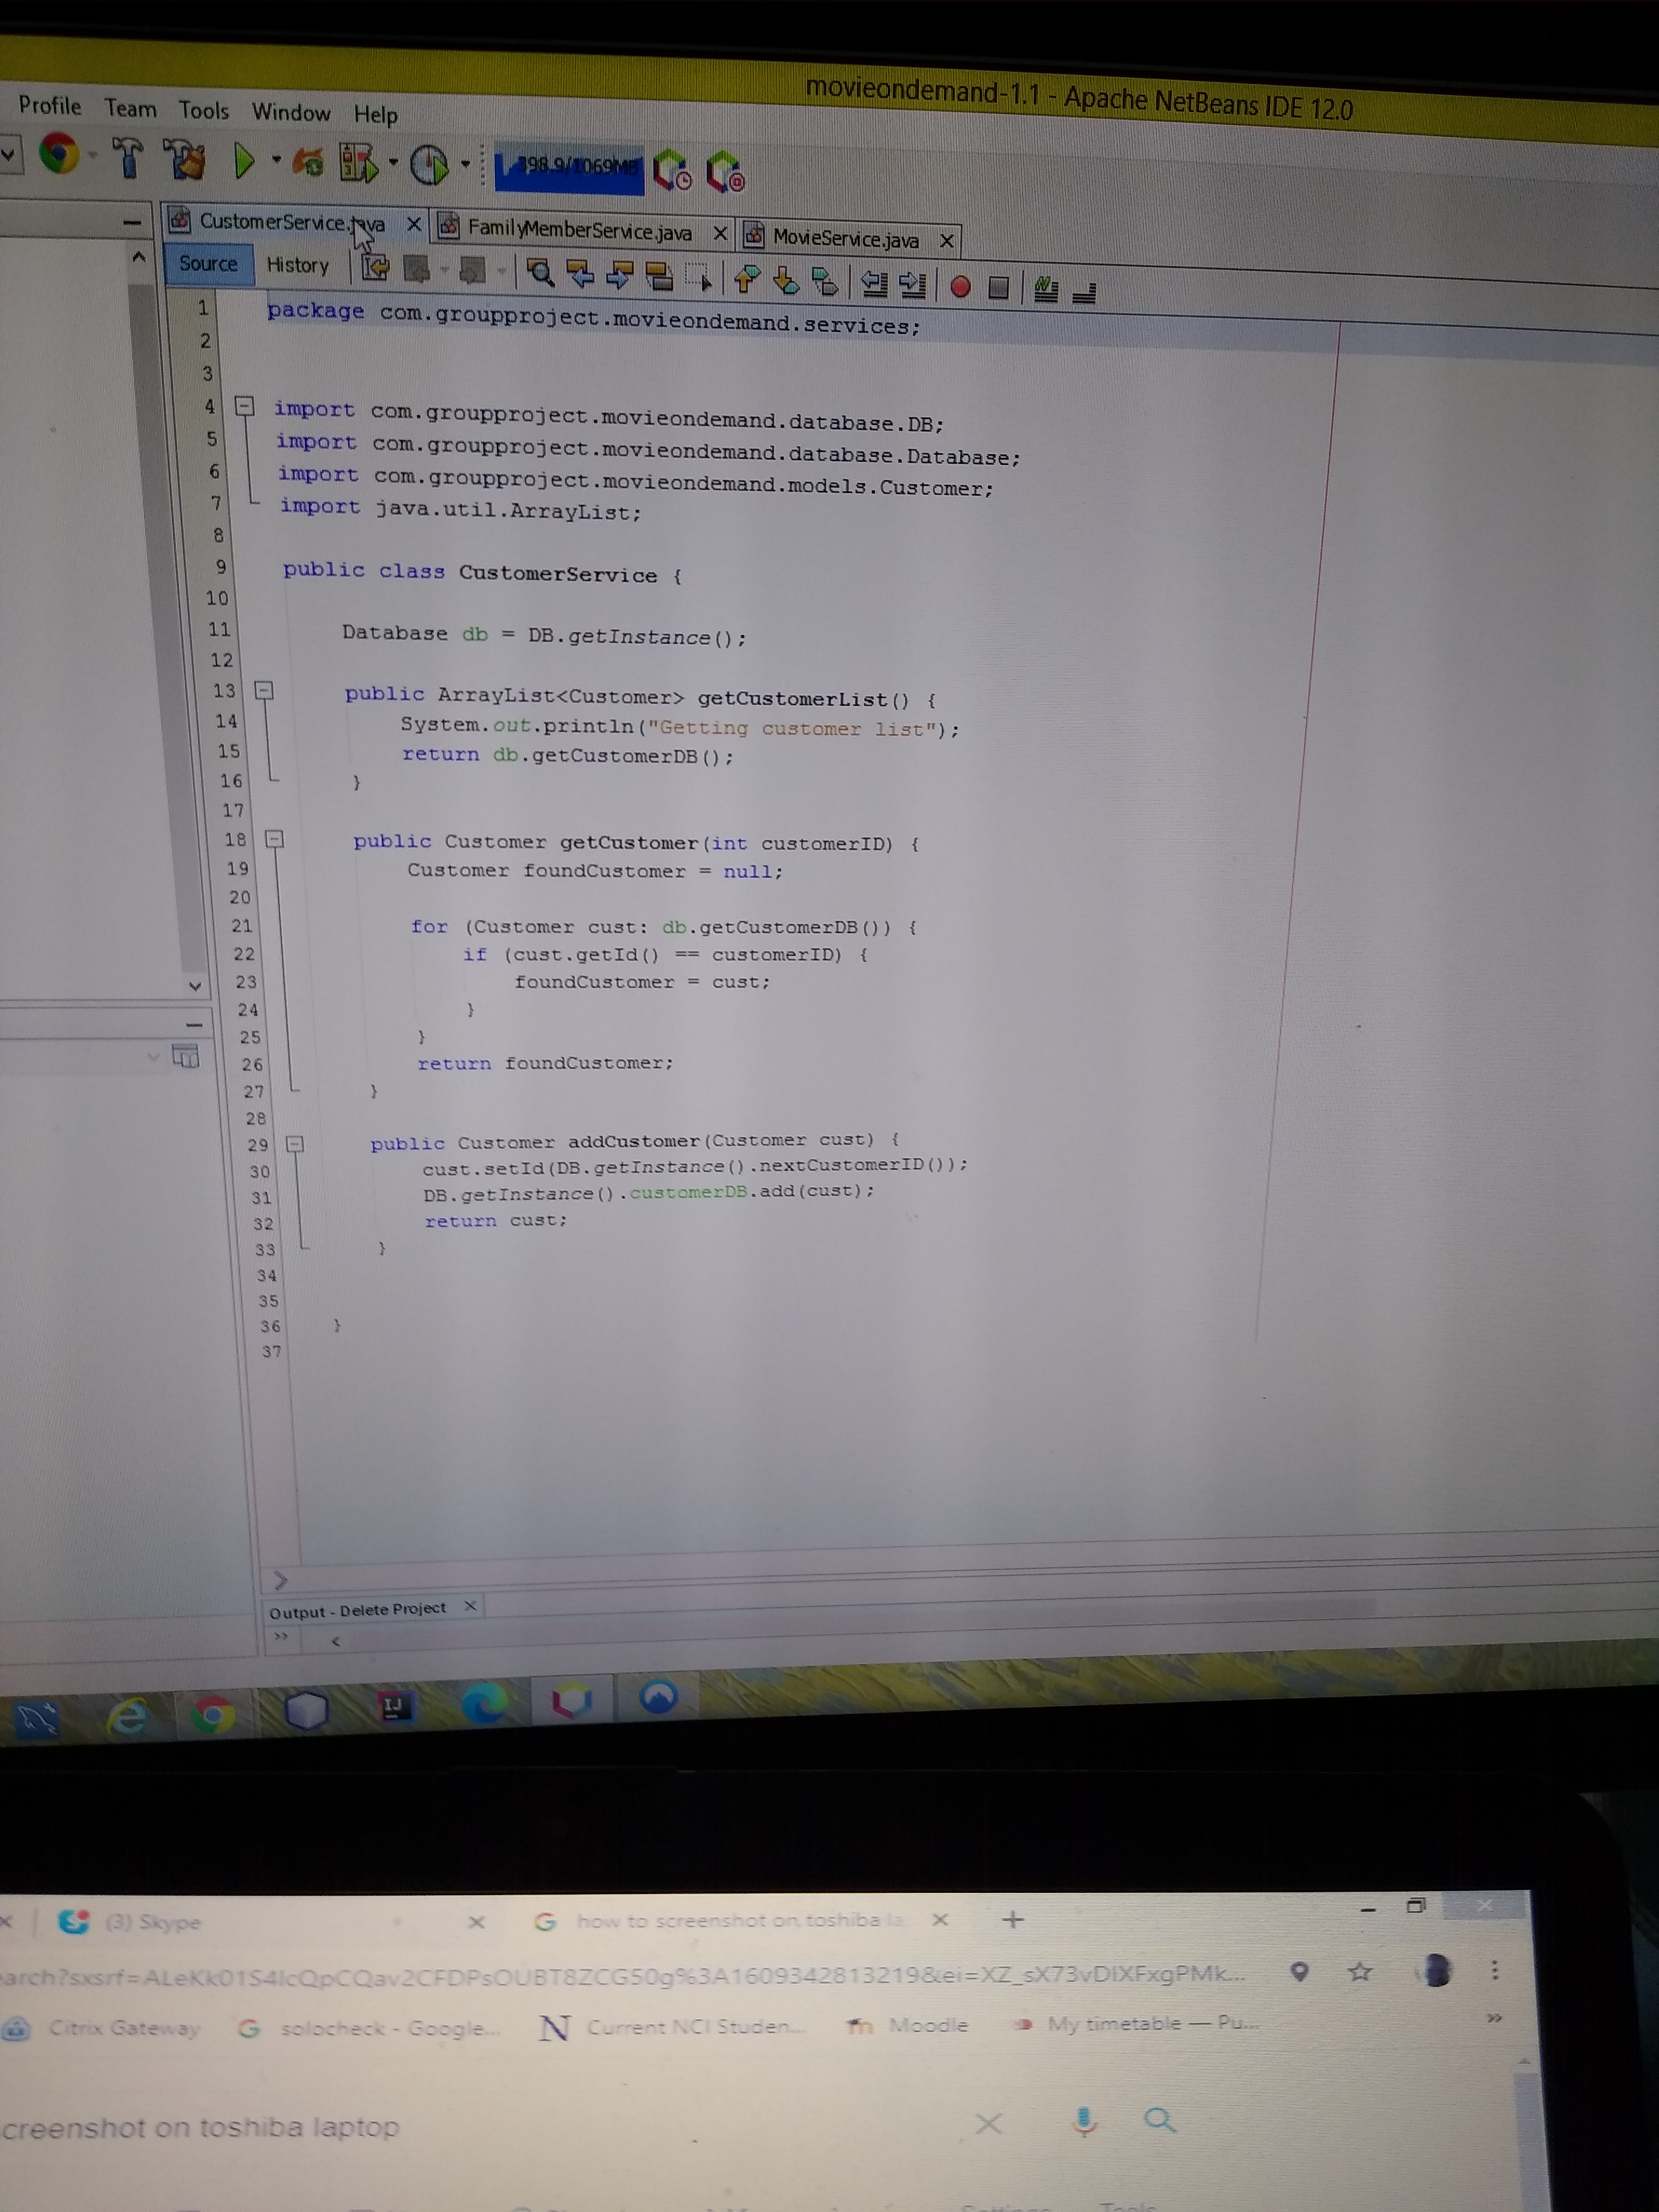 movieondemand-1.1 - Apache NetBeans IDE 12.0
Profile Team Tools Window Help
398.9/1069MB
CustomerService.java FamilyMemberService.java MovieService.java
Source History
1 package com.groupproject.movieondemand.services;
2
3
4 import com.groupproject.movieondemand.database.DB;
5 import com.groupproject.movieondemand.database.Database;
6 import com.groupproject.movieondemand.models.Customer;
7 import java.util.ArrayList;
8
9 public class CustomerService {
10
11 Database db = DB.getInstance();
12
13 public ArrayList<Customer> getCustomerList() {
14 System.out.println("Getting customer list");
15 return db.getCustomerDB();
16 }
17
18 public Customer getCustomer(int customerID) {
19 Customer foundCustomer = null;
20
21 for (Customer cust: db.getCustomerDB()) {
22 if (cust.getId() == customerID) {
23 foundCustomer = cust;
24 }
25 }
26 return foundCustomer;
27 }
28
29 public Customer addCustomer(Customer cust) {
30 cust.setId(DB.getInstance().nextCustomerID());
31 DB.getInstance().customerDB.add(cust);
32 return cust;
33 }
34
35
36 }
37
Output - Delete Project
IJ
(3) Skype how to screenshot on toshiba la
arch?sxsrf=ALeKk01S4IcQpCQav2CFDPsOUBT8ZCG50g%3A1609342813219&ei=XZ_sX73vDIXFxgPMk...
Citrix Gateway solocheck - Google... N Current NCI Studen... Moodle My timetable — Pu...
creenshot on toshiba laptop
Tools